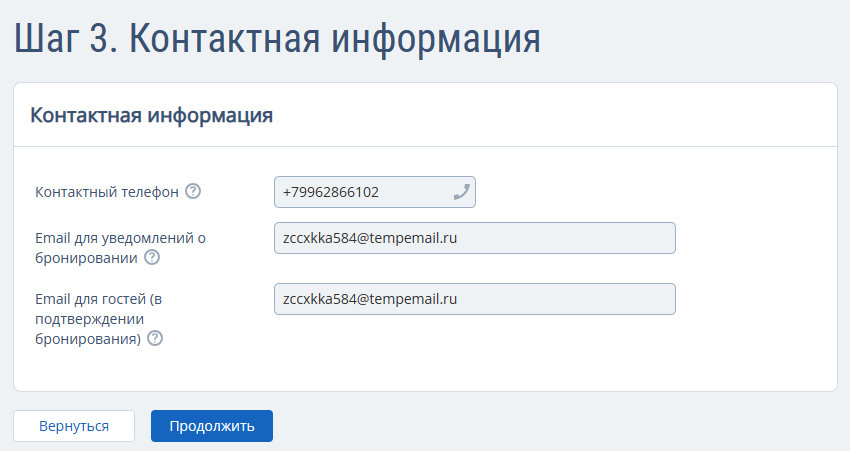 Шаг 3. Контактная информация
Контактная информация
Контактный телефон
+79962866102
Email для уведомлений о
бронировании
zccxkka584@tempemail.ru
Email для гостей (в
подтверждении
бронирования)
zccxkka584@tempemail.ru
Вернуться
Продолжить